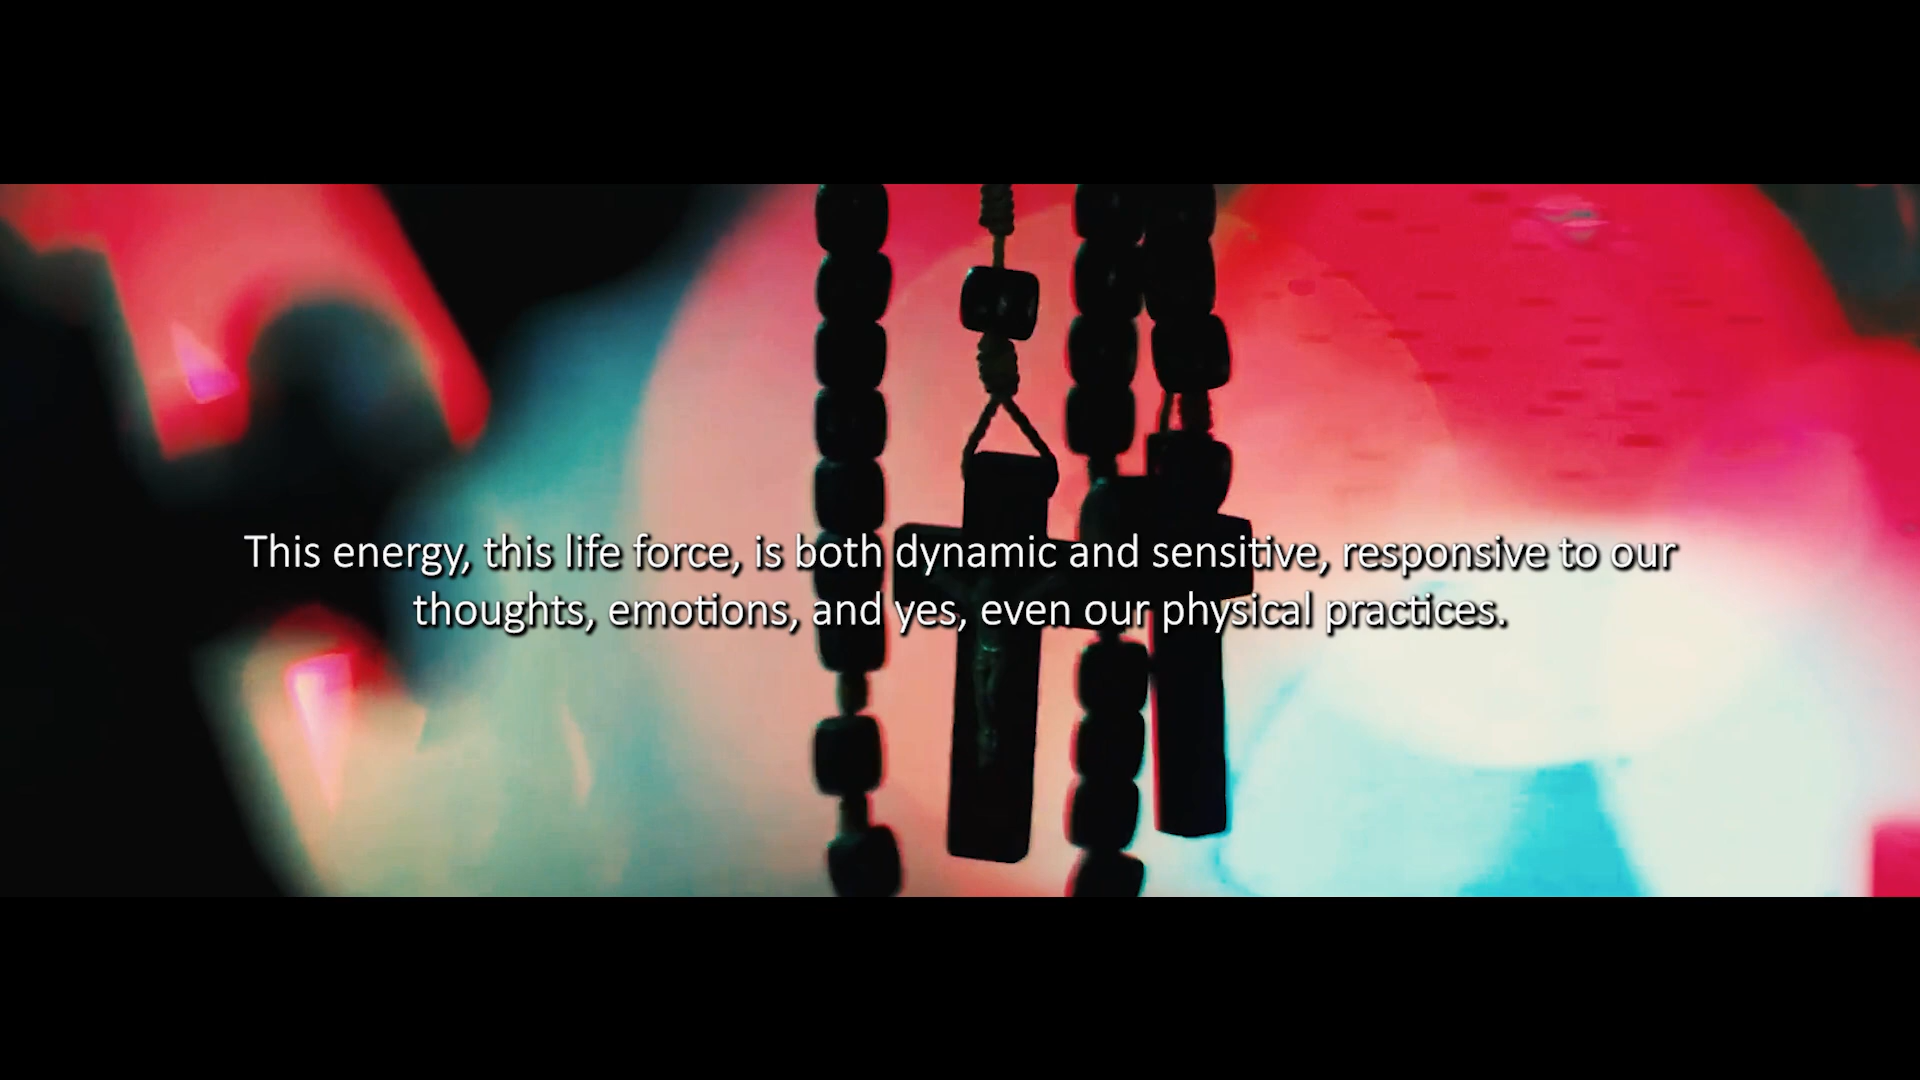 This energy, this life force, is both dynamic and sensitive, responsive to our
thoughts, emotions, and yes, even our physical practices.